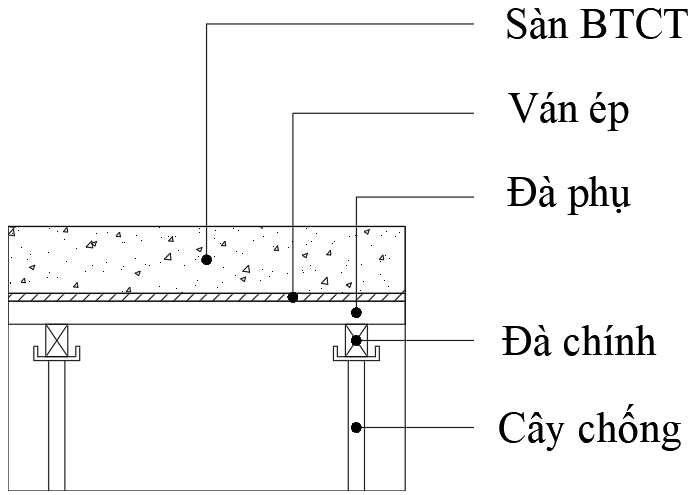 Sàn BTCT
Ván ép
Đà phụ
Đà chính
Cây chống